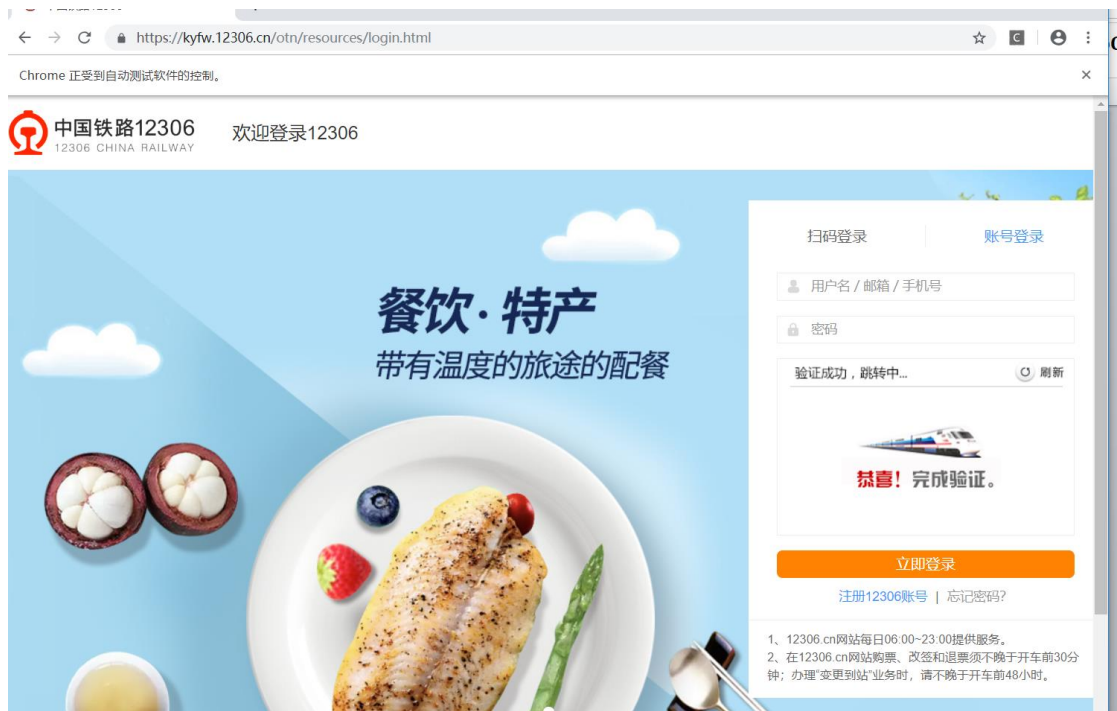 https://kyfw.12306.cn/otn/resources/login.html
Chrome 正受到自动测试软件的控制。
中国铁路12306
12306 CHINA RAILWAY
欢迎登录12306
扫码登录
账号登录
用户名 / 邮箱 / 手机号
密码
验证成功，跳转中...
刷新
恭喜！完成验证。
立即登录
注册12306账号 | 忘记密码?
餐饮·特产
带有温度的旅途的配餐
1、12306.cn网站每日06:00~23:00提供服务。
2、在12306.cn网站购票、改签和退票须不晚于开车前30分
钟；办理“变更到站”业务时，请不晚于开车前48小时。